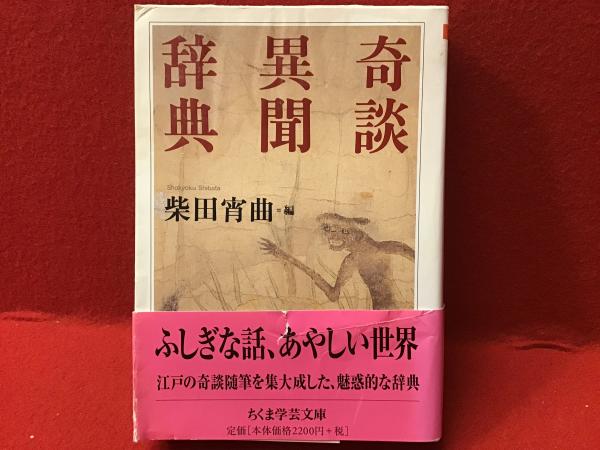 奇談
異聞
辞典
Shokyoku Shibata
柴田宵曲=編
ふしぎな話、あやしい世界
江戸の奇談随筆を集大成した、魅惑的な辞典
ちくま学芸文庫
定価[本体価格2200円+税]